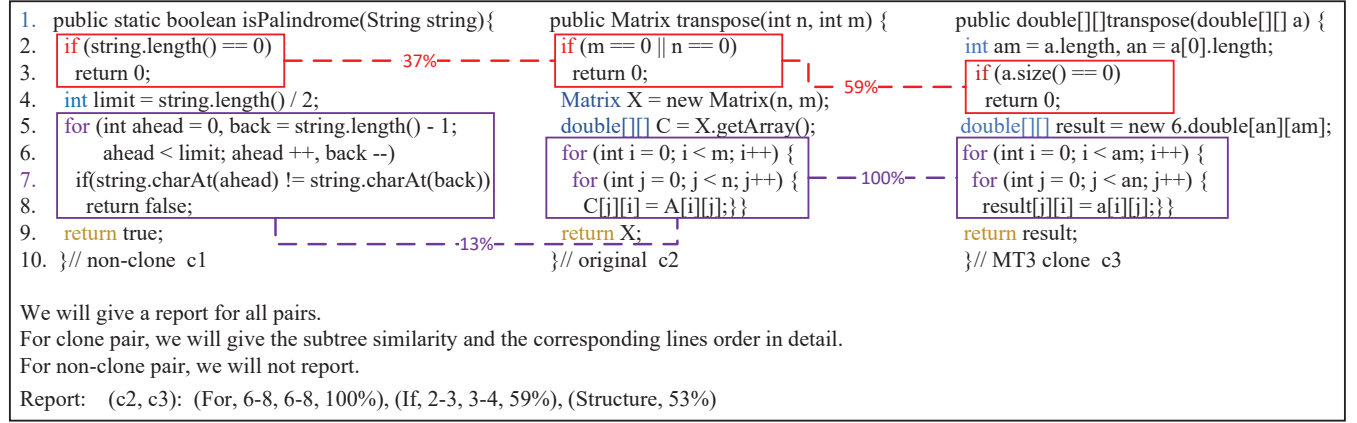 1. public static boolean isPalindrome(String string){ public Matrix transpose(int n, int m) { public double[][]transpose(double[][] a) {
2. if (string.length() == 0) if (m == 0 || n == 0) int am = a.length, an = a[0].length;
3. return 0; 37% return 0; 59% if (a.size() == 0)
4. int limit = string.length() / 2; Matrix X = new Matrix(n, m); return 0;
5. for (int ahead = 0, back = string.length() - 1; double[][] C = X.getArray(); double[][] result = new 6.double[an][am];
6. ahead < limit; ahead ++, back --) for (int i = 0; i < m; i++) { for (int i = 0; i < am; i++) {
7. if(string.charAt(ahead) != string.charAt(back)) for (int j = 0; j < n; j++) { 100% for (int j = 0; j < an; j++) {
8. return false; C[j][i] = A[i][j];}} result[j][i] = a[i][j];}}
9. return true; 13% return X; return result;
10. }// non-clone c1 }// original c2 }// MT3 clone c3
We will give a report for all pairs.
For clone pair, we will give the subtree similarity and the corresponding lines order in detail.
For non-clone pair, we will not report.
Report: (c2, c3): (For, 6-8, 6-8, 100%), (If, 2-3, 3-4, 59%), (Structure, 53%)